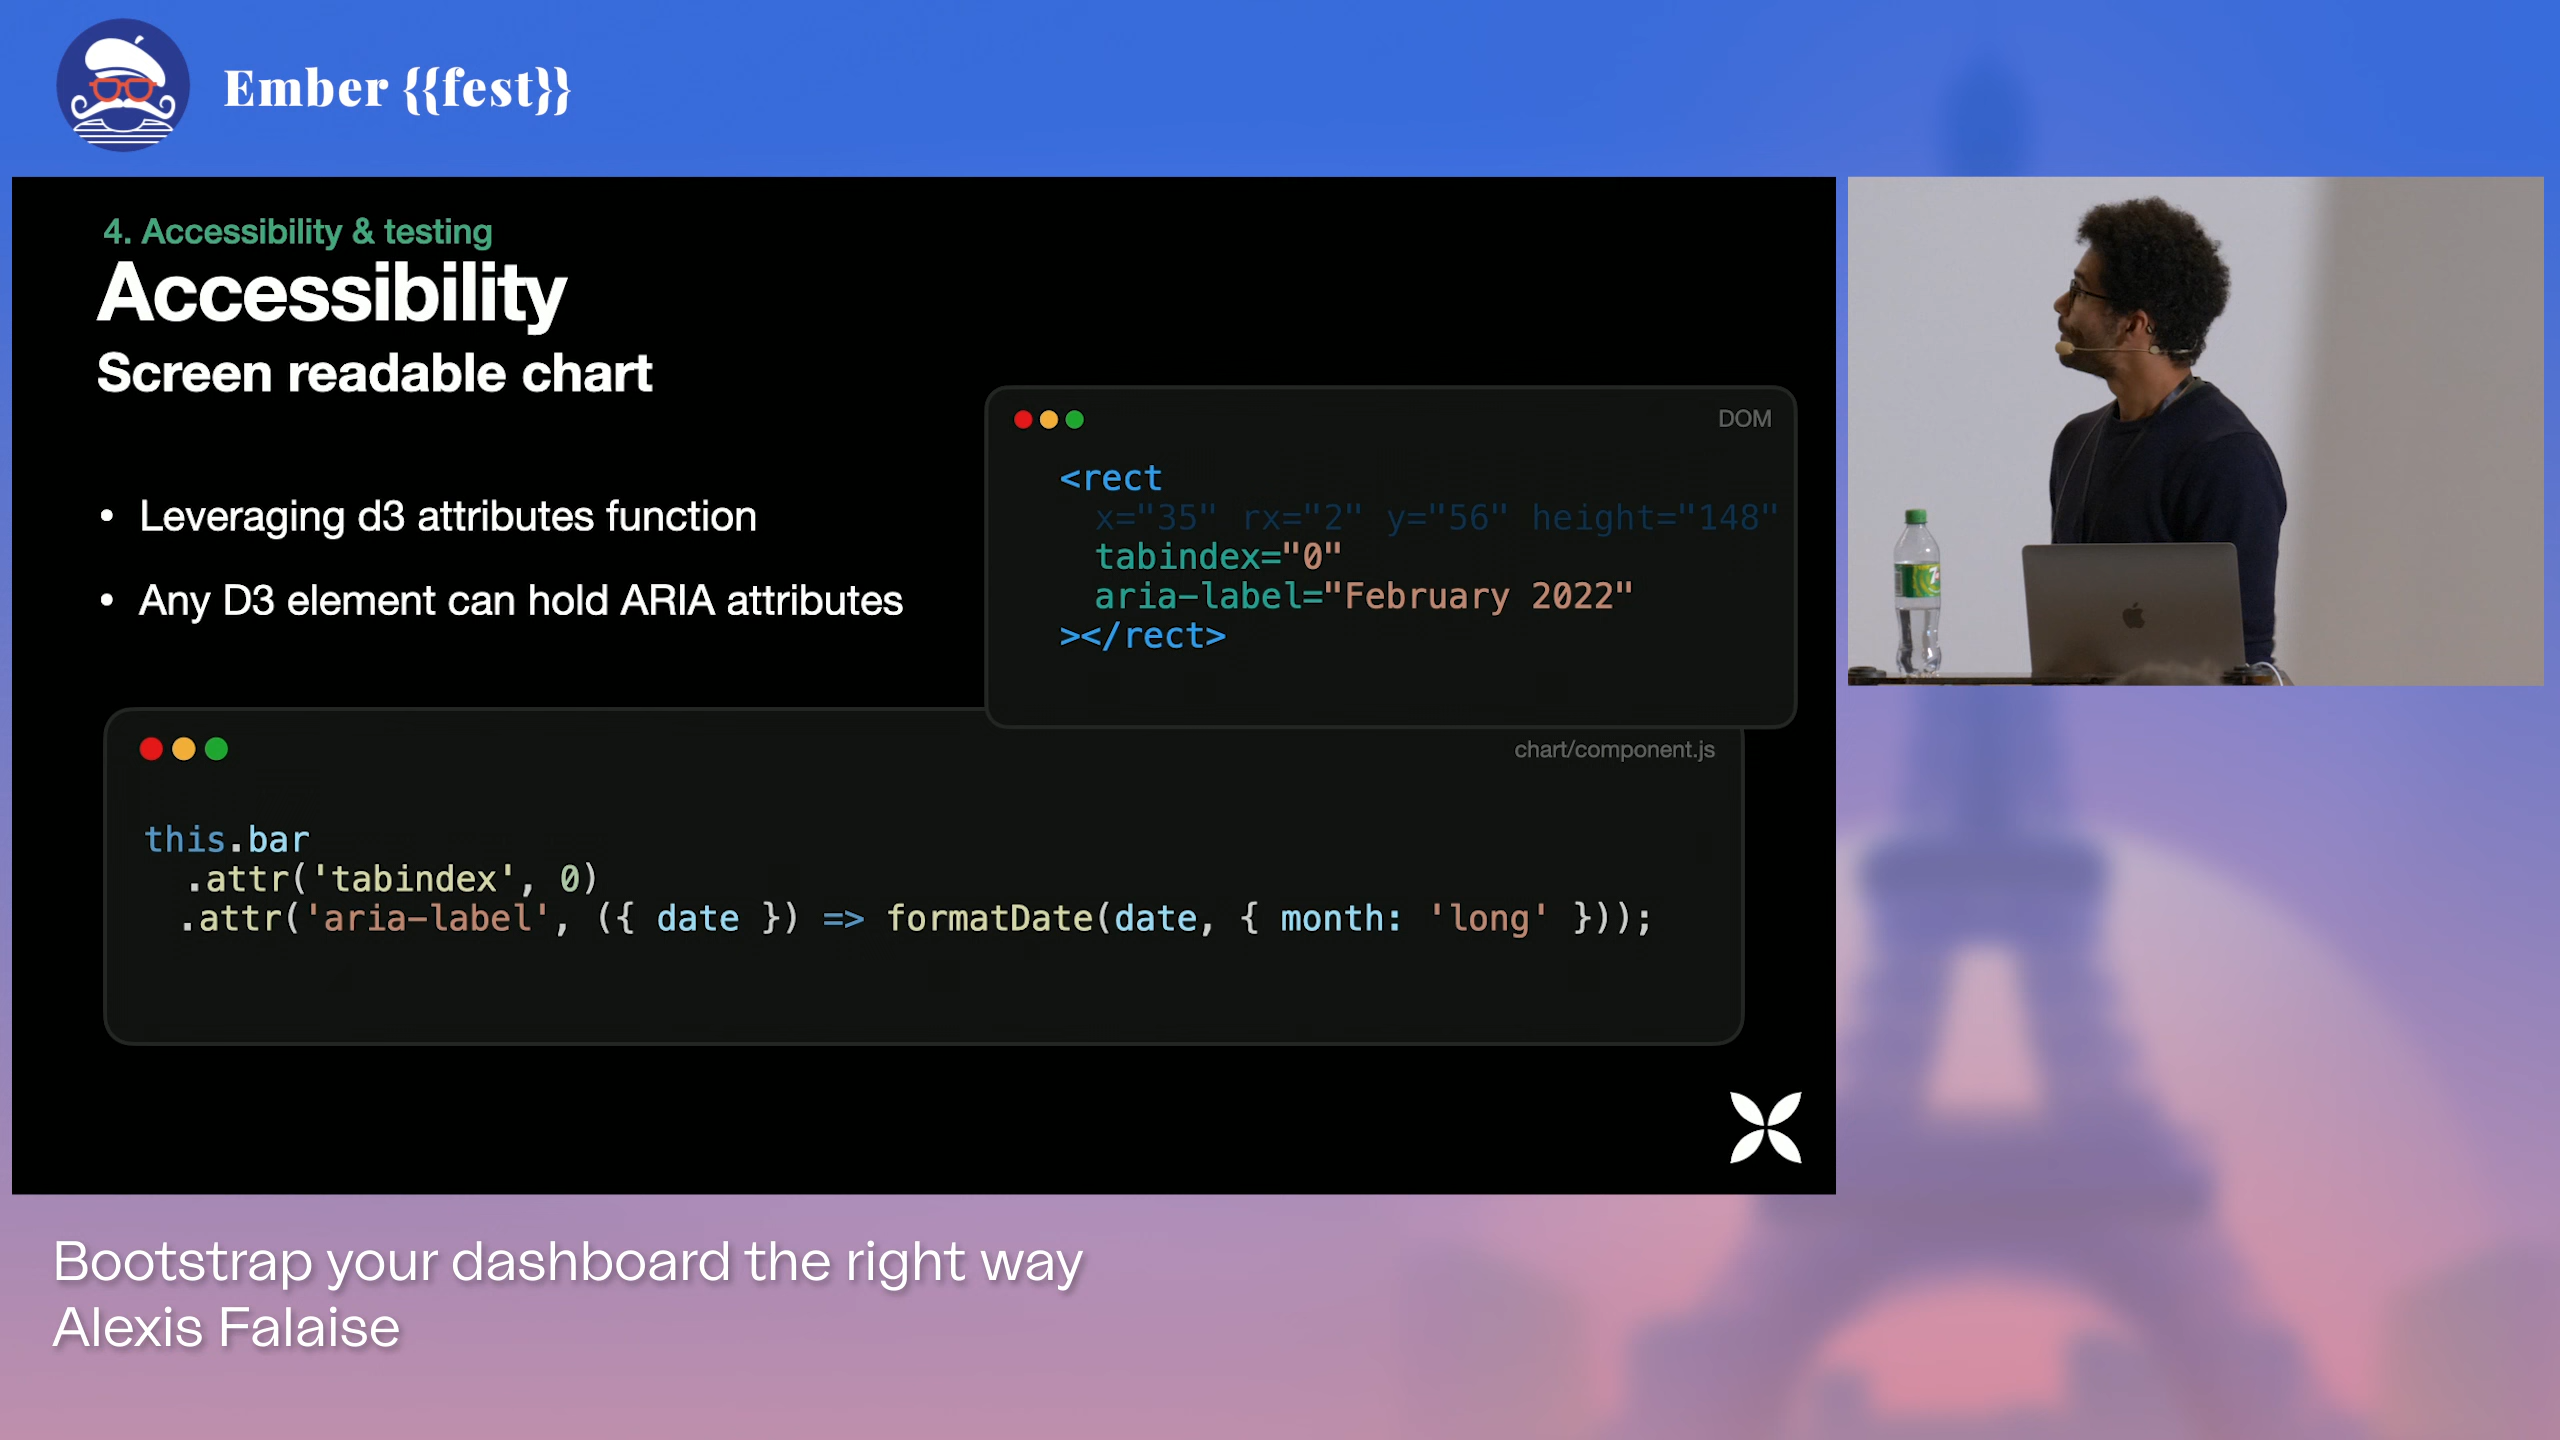 Ember {{fest}}
4. Accessibility & testing
Accessibility
Screen readable chart
• Leveraging d3 attributes function
• Any D3 element can hold ARIA attributes
DOM
<rect
x="35" rx="2" y="56" height="148"
tabindex="0"
aria-label="February 2022"
></rect>
chart/component.js
this.bar
.attr('tabindex', 0)
.attr('aria-label', ({ date }) => formatDate(date, { month: 'long' }));
Bootstrap your dashboard the right way
Alexis Falaise